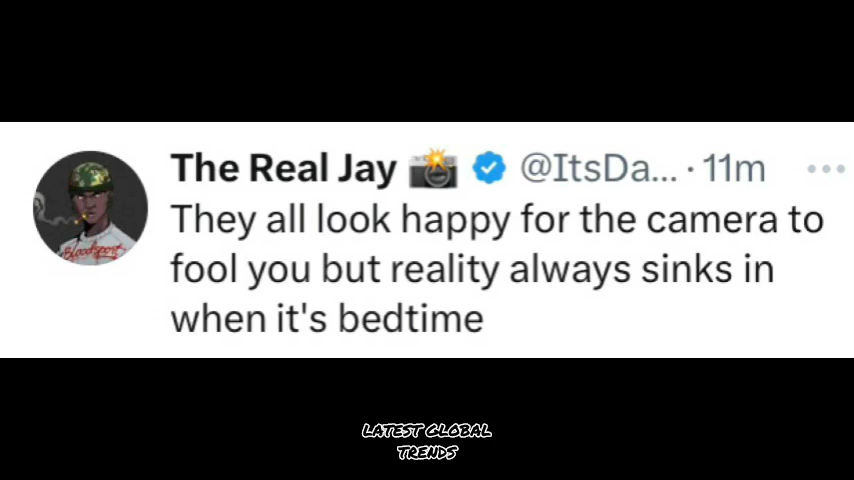 The Real Jay 📸 @ItsDa... · 11m
They all look happy for the camera to
fool you but reality always sinks in
when it's bedtime
Bloodsport
LATEST GLOBAL
TRENDS